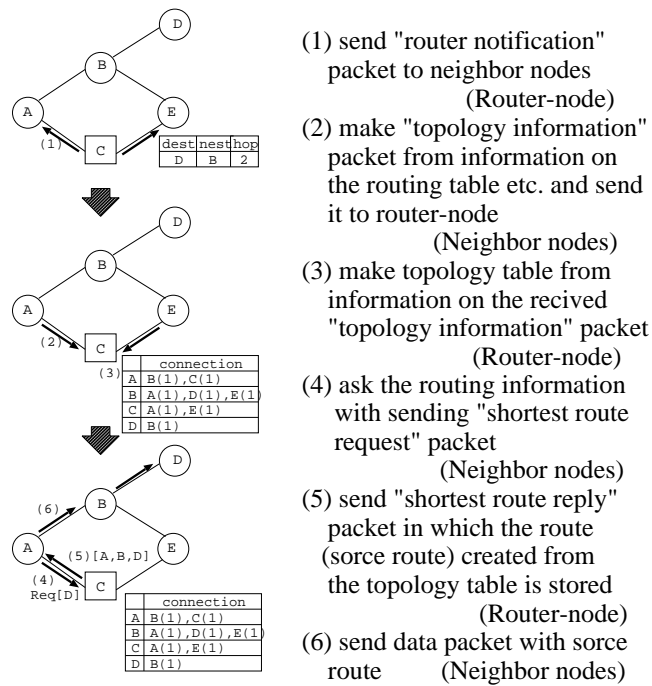 D
B
A
E
(1)
C
dest nest hop
D B 2
D
B
A
E
(2)
C
(3)
connection
A B(1),C(1)
B A(1),D(1),E(1)
C A(1),E(1)
D B(1)
D
(6)
B
A
(5)[A,B,D]
E
(4)
Req[D]
C
connection
A B(1),C(1)
B A(1),D(1),E(1)
C A(1),E(1)
D B(1)
(1) send "router notification"
packet to neighbor nodes
(Router-node)
(2) make "topology information"
packet from information on
the routing table etc. and send
it to router-node
(Neighbor nodes)
(3) make topology table from
information on the recived
"topology information" packet
(Router-node)
(4) ask the routing information
with sending "shortest route
request" packet
(Neighbor nodes)
(5) send "shortest route reply"
packet in which the route
(sorce route) created from
the topology table is stored
(Router-node)
(6) send data packet with sorce
route (Neighbor nodes)